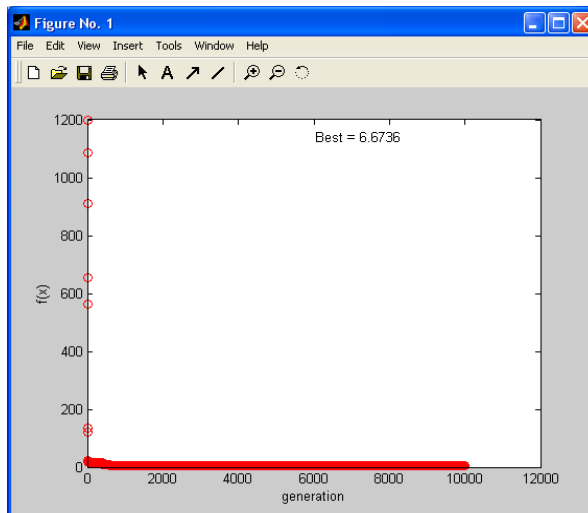 Figure No. 1
File Edit View Insert Tools Window Help
A
Best = 6.6736
1200
1000
800
600
400
200
0
f(x)
0 2000 4000 6000 8000 10000 12000
generation